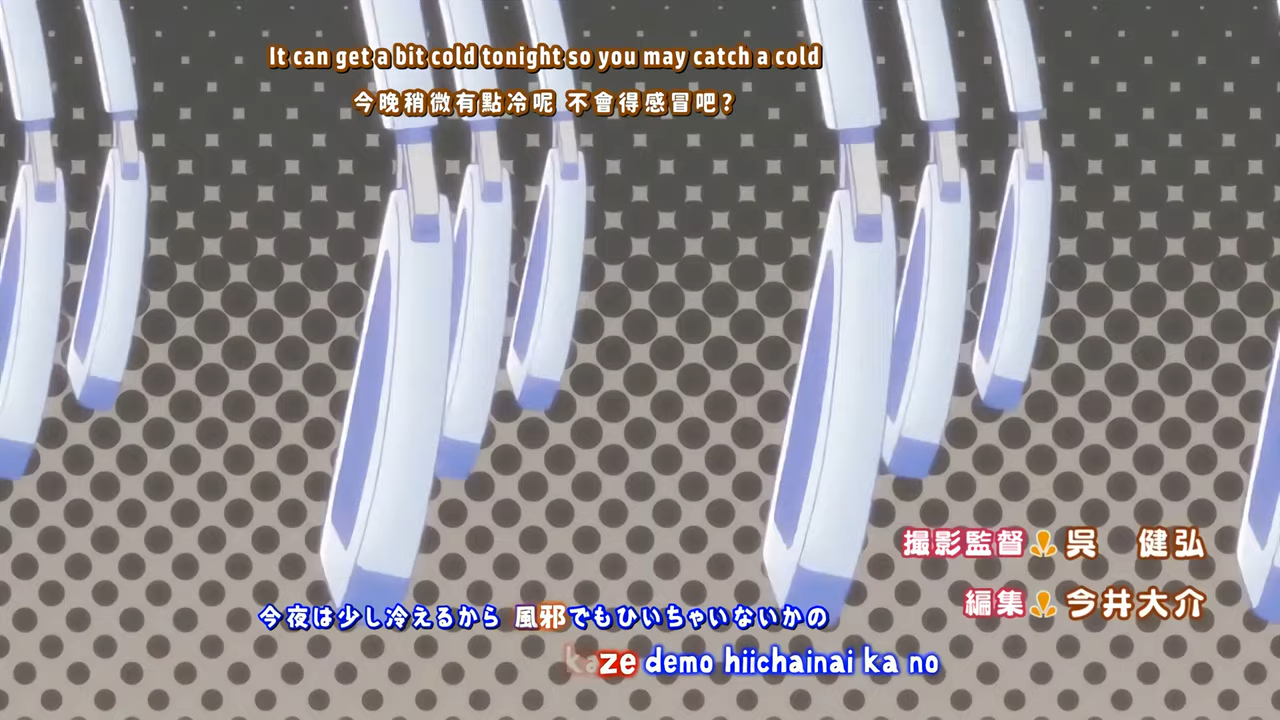 It can get a bit cold tonight so you may catch a cold
今晚稍微有點冷呢 不會得感冒吧?
撮影監督 呉 健弘
編集 今井大介
今夜は少し冷えるから 風邪でもひいちゃいないかの
kaze demo hiichainai ka no